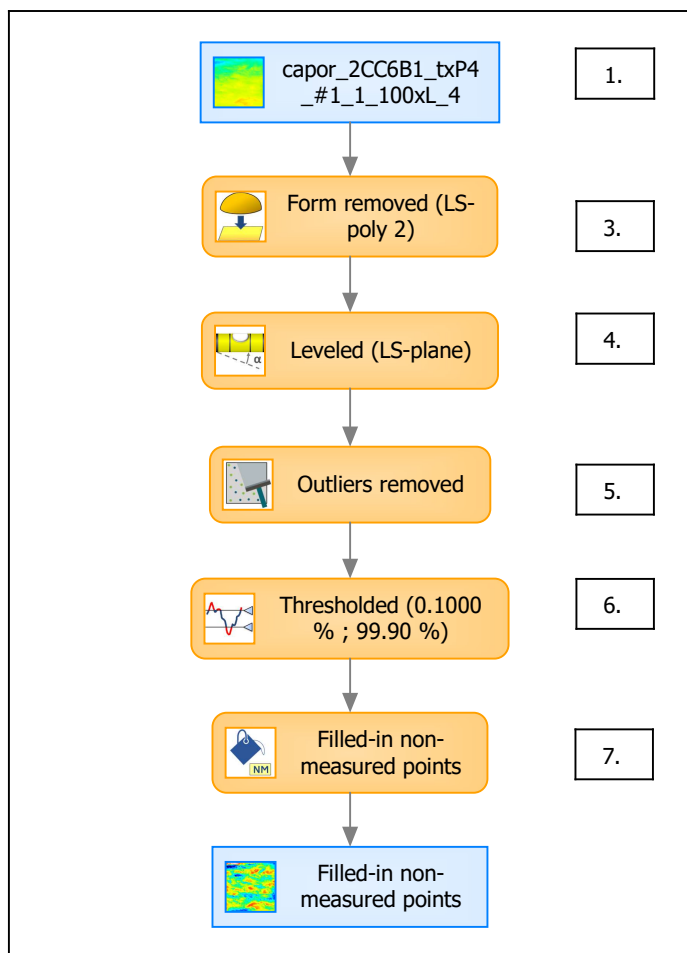 capor_2CC6B1_txP4
_#1_1_100xL_4
1.
Form removed (LS-
poly 2)
3.
α
Leveled (LS-plane)
4.
Outliers removed
5.
Thresholded (0.1000
% ; 99.90 %)
6.
NM
Filled-in non-
measured points
7.
Filled-in non-
measured points